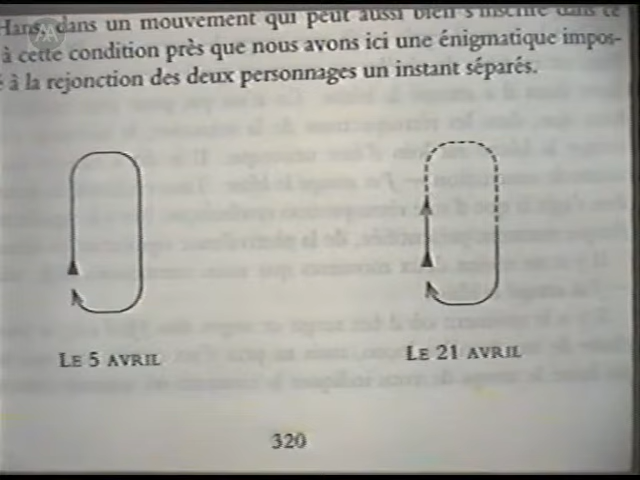 Hans, dans un mouvement qui peut aussi bien s'inscrire dans ce
à cette condition près que nous avons ici une énigmatique impos-
à la rejonction des deux personnages un instant séparés.
LE 5 AVRIL
LE 21 AVRIL
320